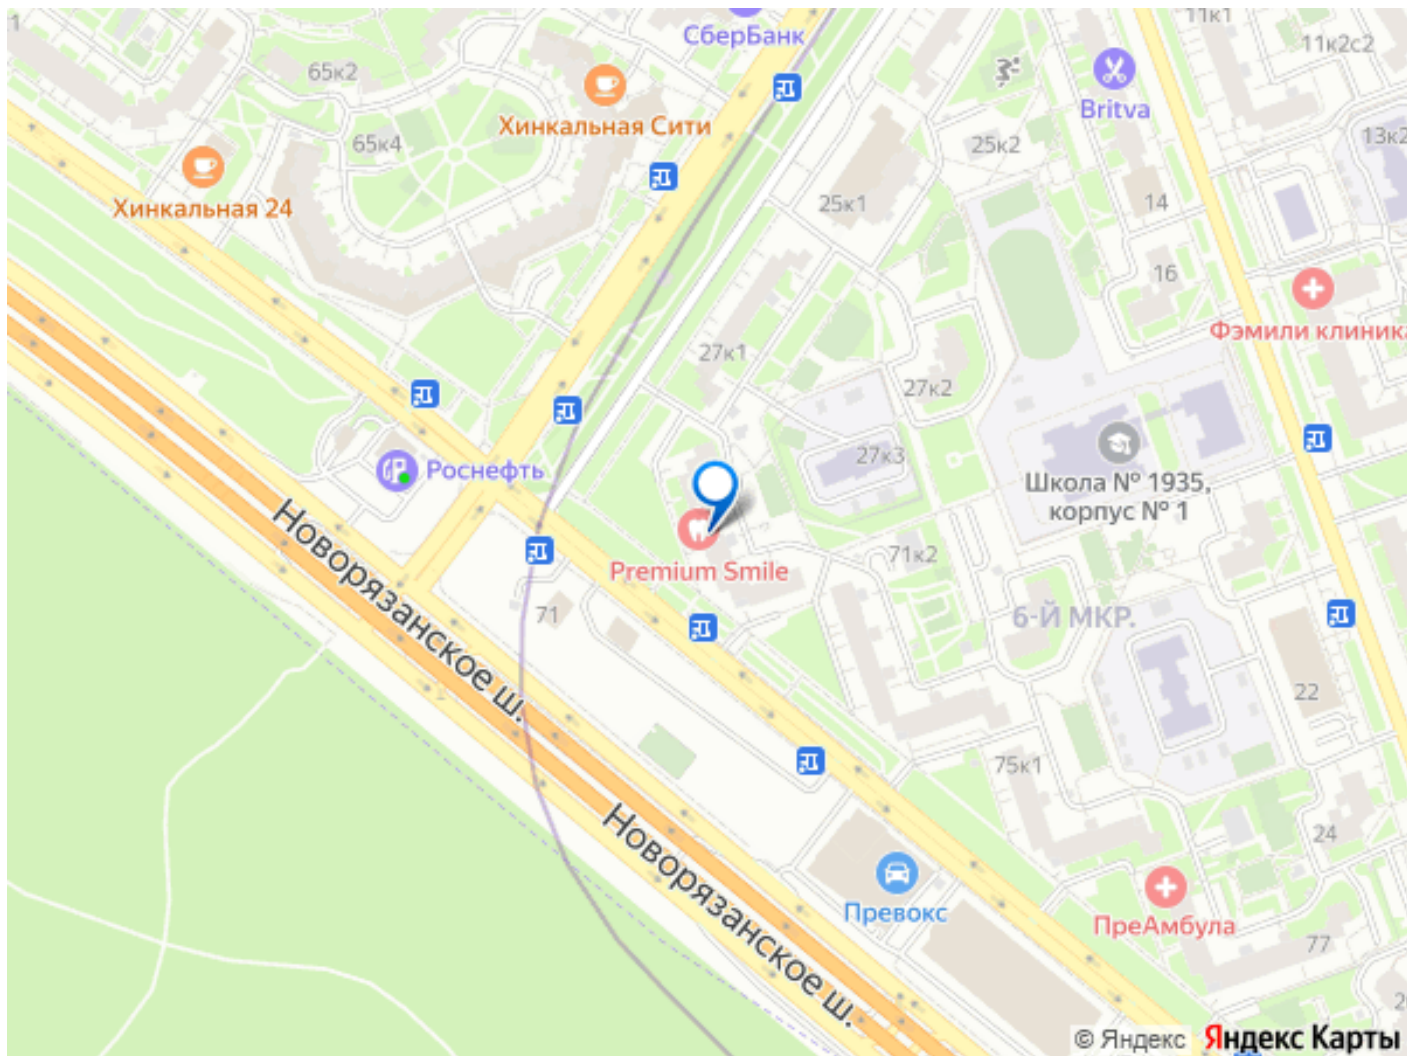 1
СберБанк
11к1
11к2с2
65к2
Хинкальная Сити
Britva
65к4
25к2
13к2
Хинкальная 24
25к1
14
16
Фэмили клиника
27к1
27к2
Роснефть
27к3
Школа № 1935,
корпус № 1
Новорязанское ш.
Premium Smile
71к2
71
6-Й МКР.
22
75к1
Новорязанское ш.
24
Превокс
ПреАмбула
77
© Яндекс Яндекс Карты